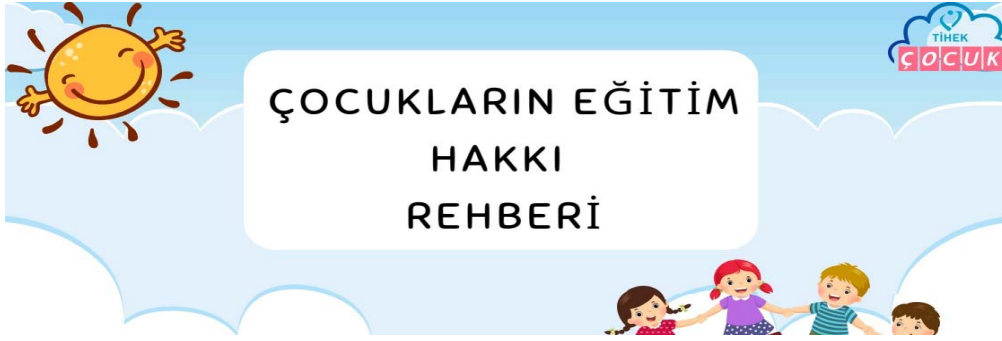 TİHEK
ÇOCUK
ÇOCUKLARIN EĞİTİM
HAKKI
REHBERİ